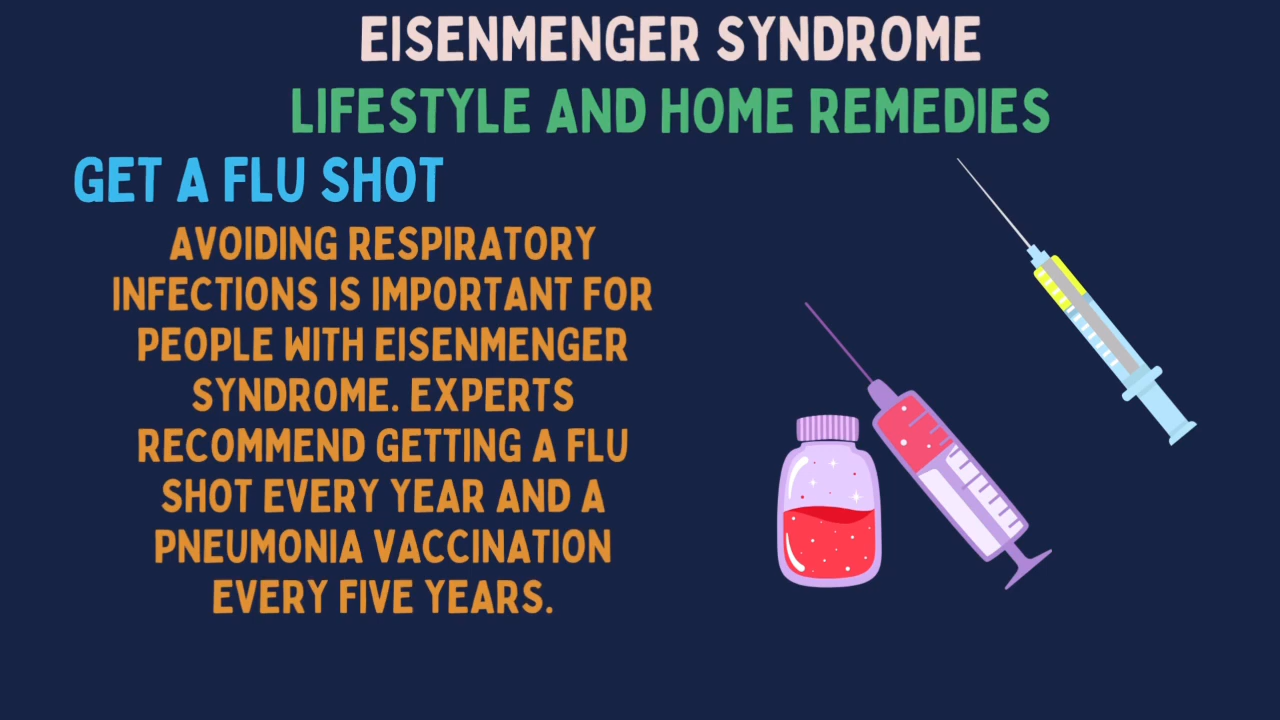 EISENMENGER SYNDROME
LIFESTYLE AND HOME REMEDIES
GET A FLU SHOT
AVOIDING RESPIRATORY
INFECTIONS IS IMPORTANT FOR
PEOPLE WITH EISENMENGER
SYNDROME. EXPERTS
RECOMMEND GETTING A FLU
SHOT EVERY YEAR AND A
PNEUMONIA VACCINATION
EVERY FIVE YEARS.